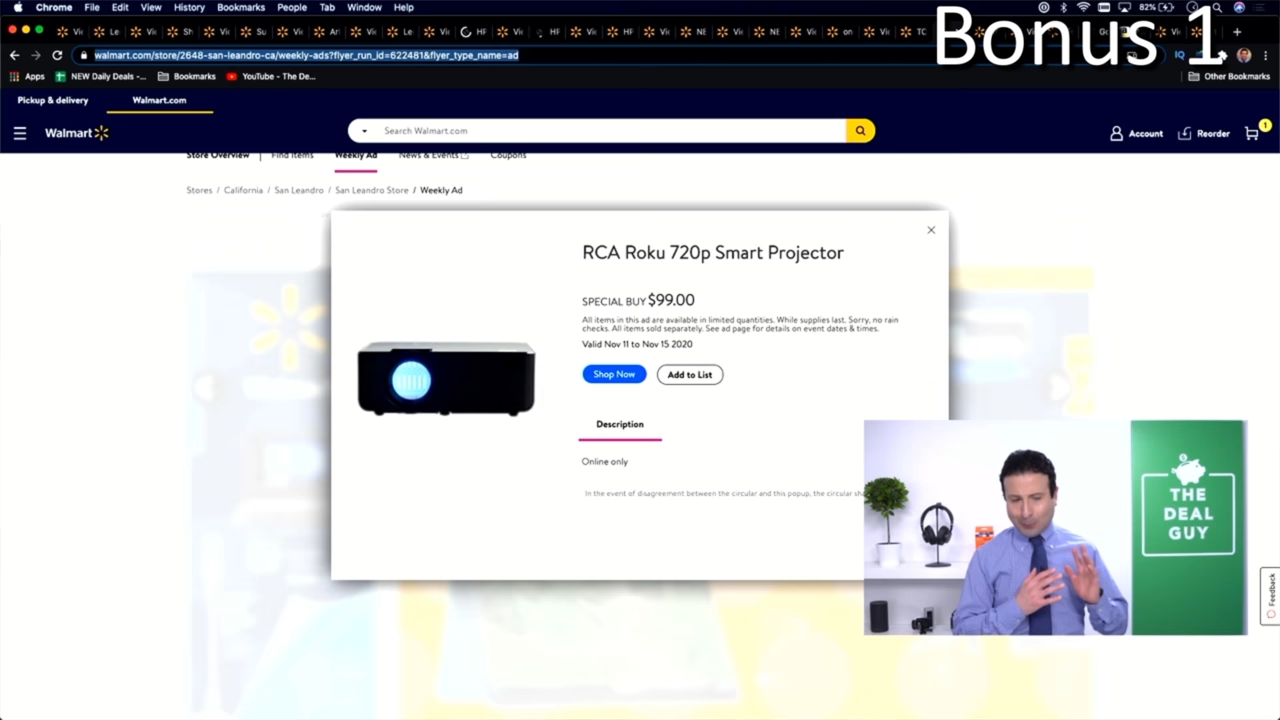 Chrome File Edit View History Bookmarks People Tab Window Help 82%
Bonus 1
walmart.com/store/2648-san-leandro-ca/weekly-ads?flyer_run_id=622481&flyer_type_name=ad
Apps NEW Daily Deals -... Bookmarks YouTube - The De... Other Bookmarks
Pickup & delivery Walmart.com
Walmart Search Walmart.com Account Reorder 1
Store Overview Find Items Weekly Ad News & Events Coupons
Stores / California / San Leandro / San Leandro Store / Weekly Ad
RCA Roku 720p Smart Projector
SPECIAL BUY $99.00
All items in this ad are available in limited quantities. While supplies last. Sorry, no rain
checks. All items sold separately. See ad page for details on event dates & times.
Valid Nov 11 to Nov 15 2020
Shop Now Add to List
Description
Online only
In the event of disagreement between the circular and this popup, the circular
THE
DEAL
GUY
Feedback